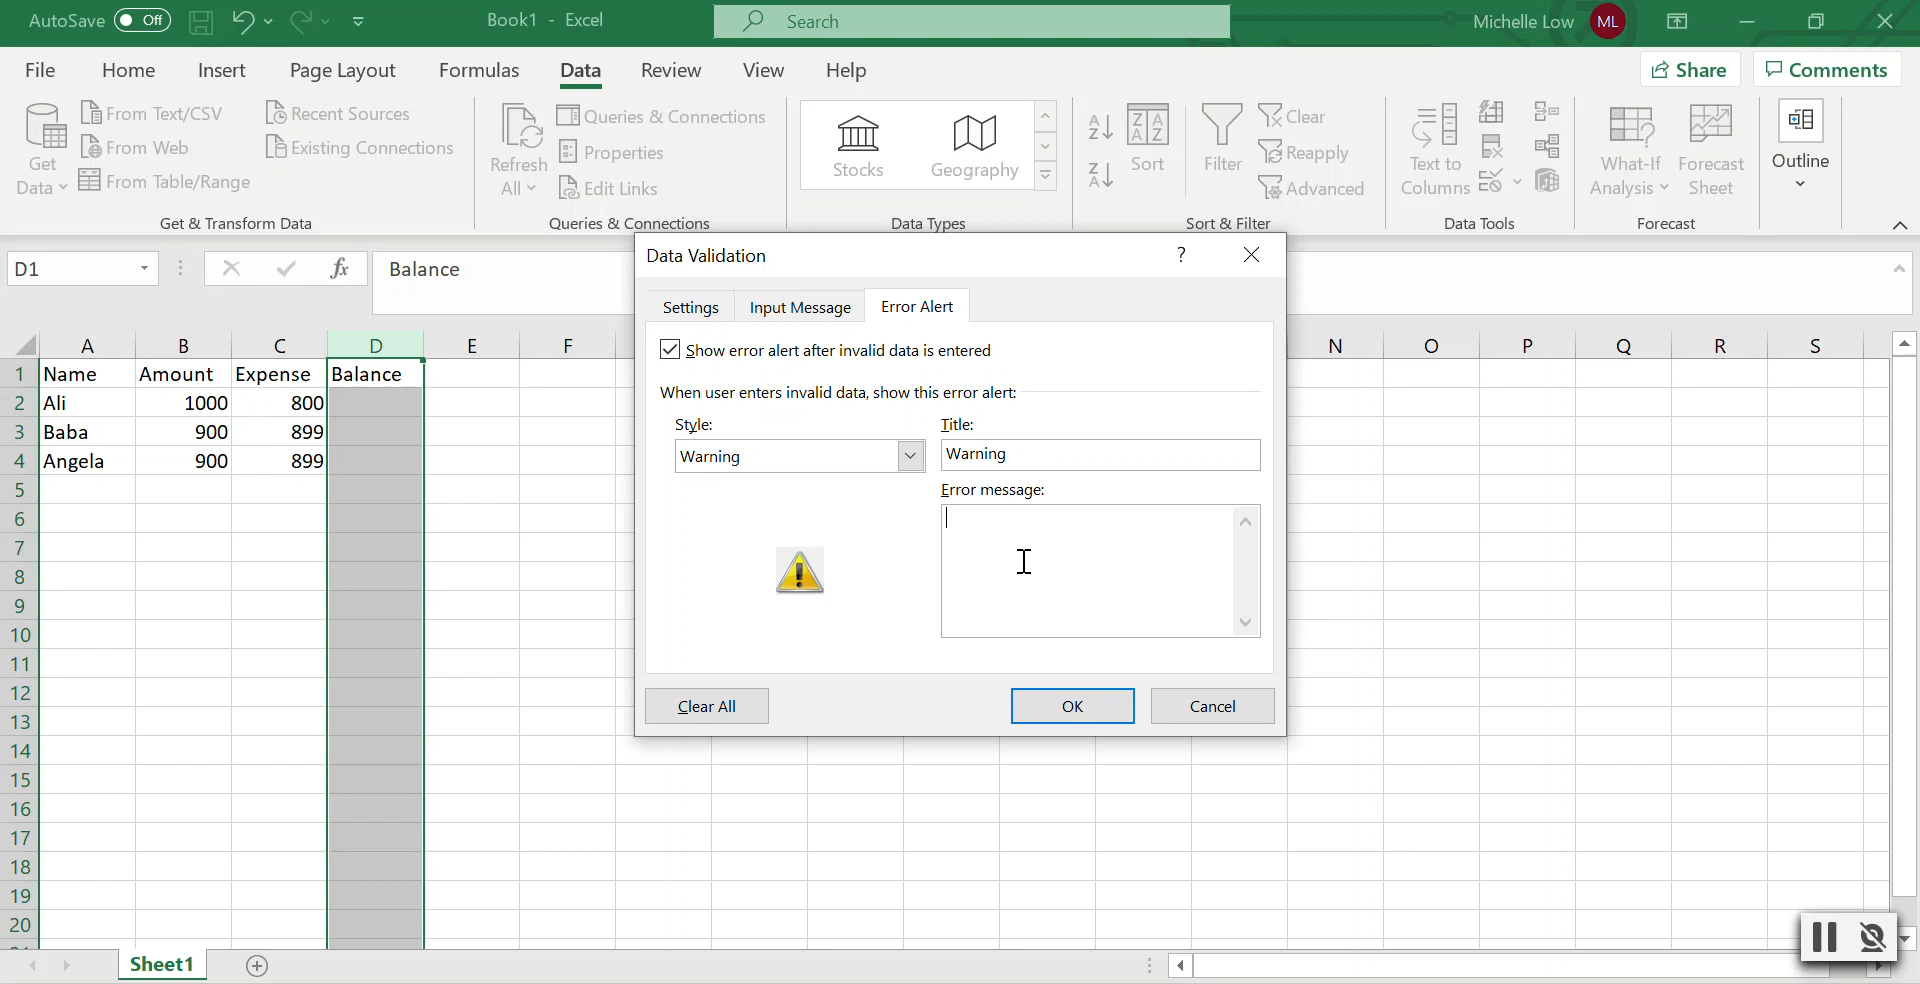 AutoSave Off Book1 - Excel Search Michelle Low ML
File Home Insert Page Layout Formulas Data Review View Help Share Comments
Get Data
From Text/CSV
From Web
From Table/Range
Recent Sources
Existing Connections
Get & Transform Data
Refresh All
Queries & Connections
Properties
Edit Links
Queries & Connections
Stocks Geography
Data Types
Sort
Filter
Clear
Reapply
Advanced
Sort & Filter
Text to Columns
Data Tools
What-If Analysis
Forecast Sheet
Forecast
Outline
D1 fx Balance
A B C D E F N O P Q R S
1 Name Amount Expense Balance
2 Ali 1000 800
3 Baba 900 899
4 Angela 900 899
5
6
7
8
9
10
11
12
13
14
15
16
17
18
19
20
Data Validation ?
Settings Input Message Error Alert
Show error alert after invalid data is entered
When user enters invalid data, show this error alert:
Style: Title:
Warning Warning
Error message:
Clear All OK Cancel
Sheet1